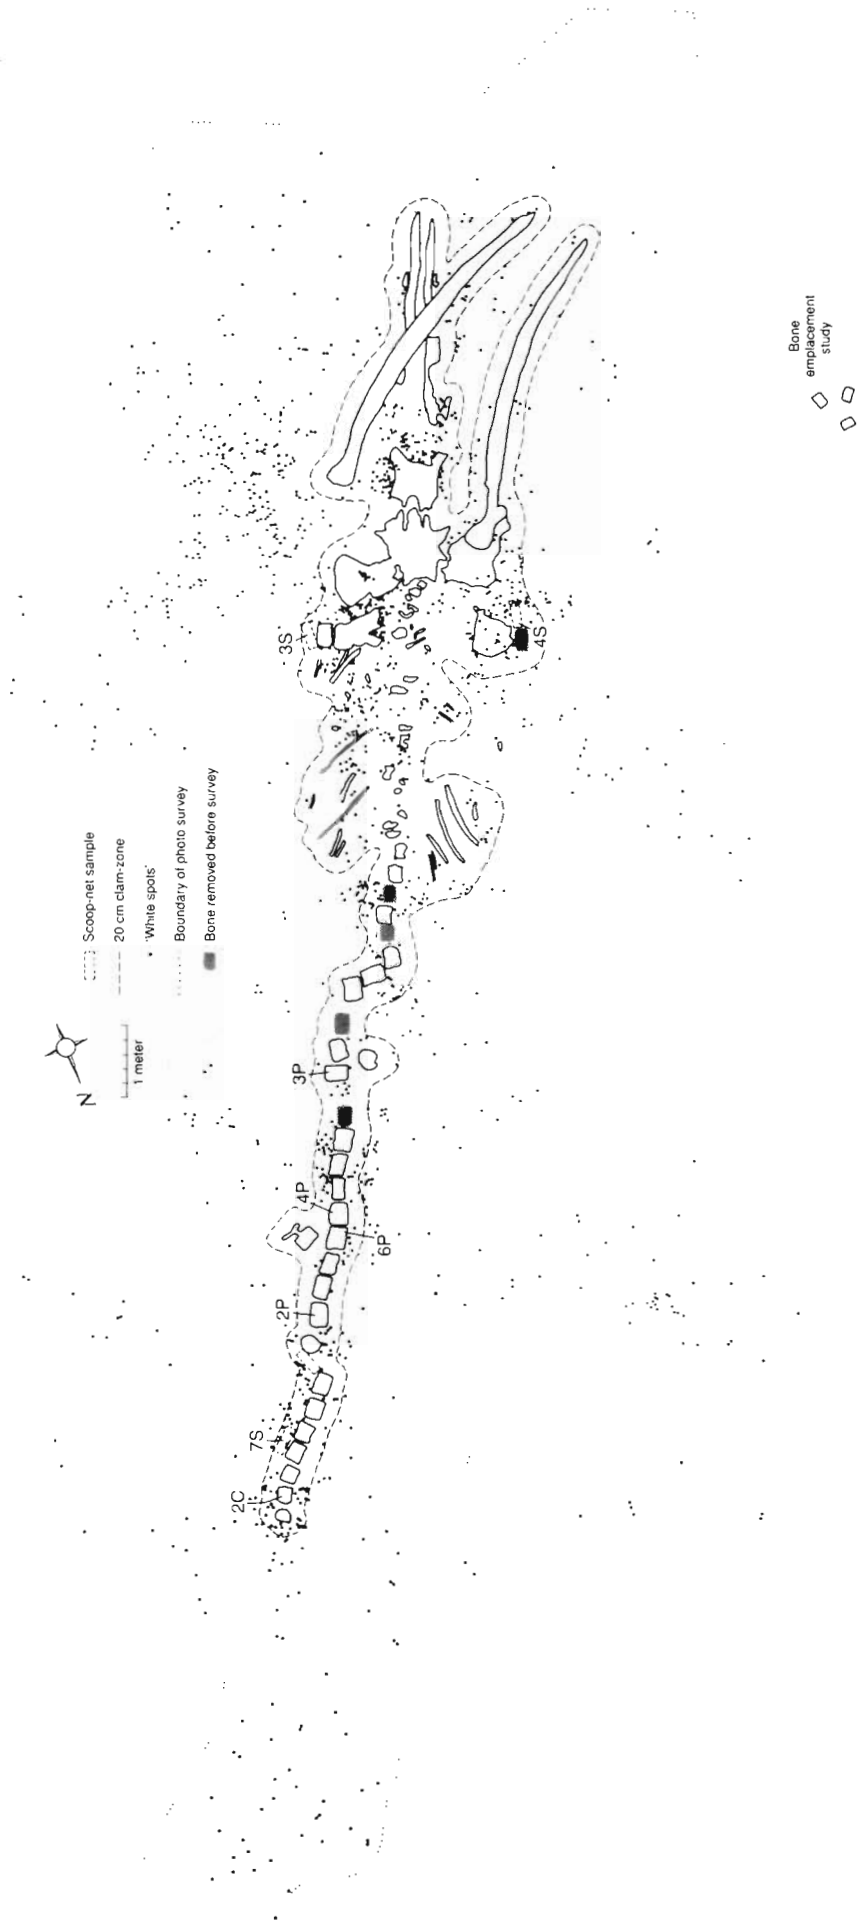 Scoop-net sample
20 cm clam-zone
'White spots'
Boundary of photo survey
Bone removed before survey
N
1 meter
Bone
emplacement
study
3S
4S
3P
4P
6P
2P
7S
2C